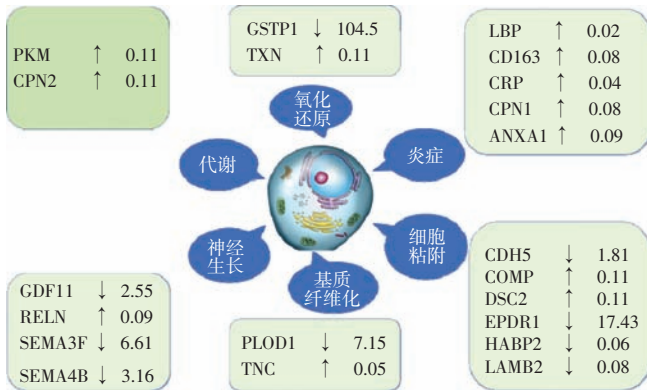 PKM ↑ 0.11
CPN2 ↑ 0.11
GSTP1 ↓ 104.5
TXN ↑ 0.11
LBP ↑ 0.02
CD163 ↑ 0.08
CRP ↑ 0.04
CPN1 ↑ 0.08
ANXA1 ↑ 0.09
氧化
还原
代谢
炎症
神经
生长
基质
纤维化
细胞
粘附
GDF11 ↓ 2.55
RELN ↑ 0.09
SEMA3F ↓ 6.61
SEMA4B ↓ 3.16
PLOD1 ↓ 7.15
TNC ↑ 0.05
CDH5 ↓ 1.81
COMP ↑ 0.11
DSC2 ↑ 0.11
EPDR1 ↓ 17.43
HABP2 ↓ 0.06
LAMB2 ↓ 0.08